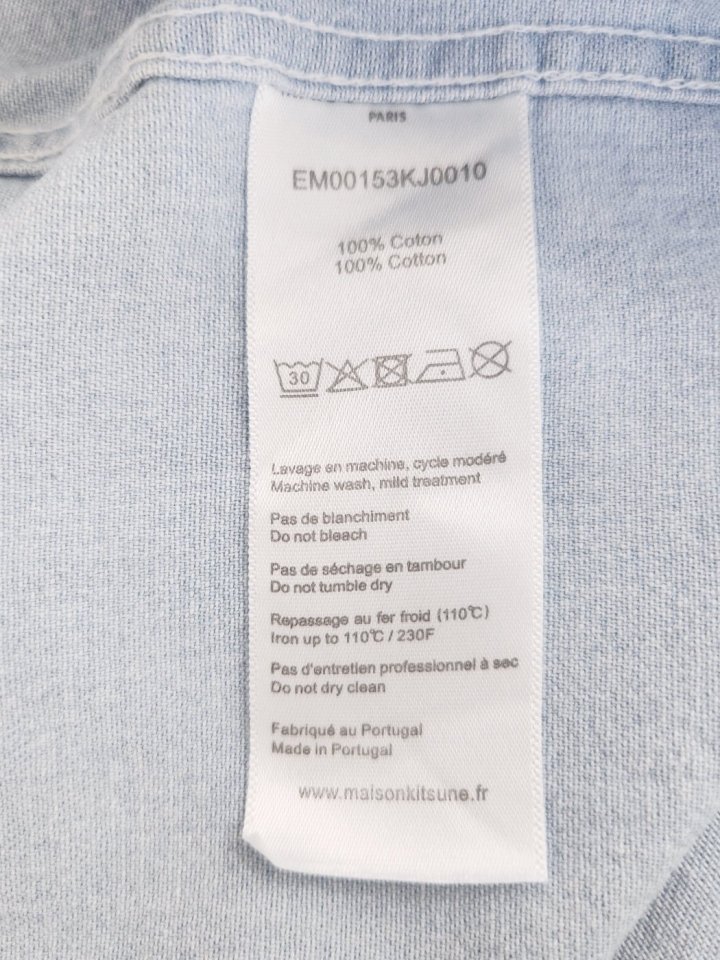 PARIS
EM00153KJ0010
100% Coton
100% Cotton
30
Lavage en machine, cycle modéré
Machine wash, mild treatment
Pas de blanchiment
Do not bleach
Pas de séchage en tambour
Do not tumble dry
Repassage au fer froid (110℃)
Iron up to 110℃ / 230F
Pas d'entretien professionnel à sec
Do not dry clean
Fabriqué au Portugal
Made in Portugal
www.maisonkitsune.fr